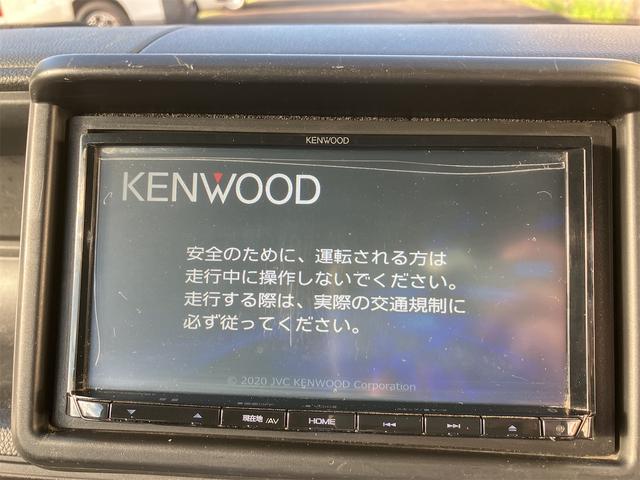 KENWOOD
KENWOOD
安全のために、運転される方は
走行中に操作しないでください。
走行する際は、実際の交通規制に
必ず従ってください。
© 2020 JVC KENWOOD Corporation
現在地/AV HOME